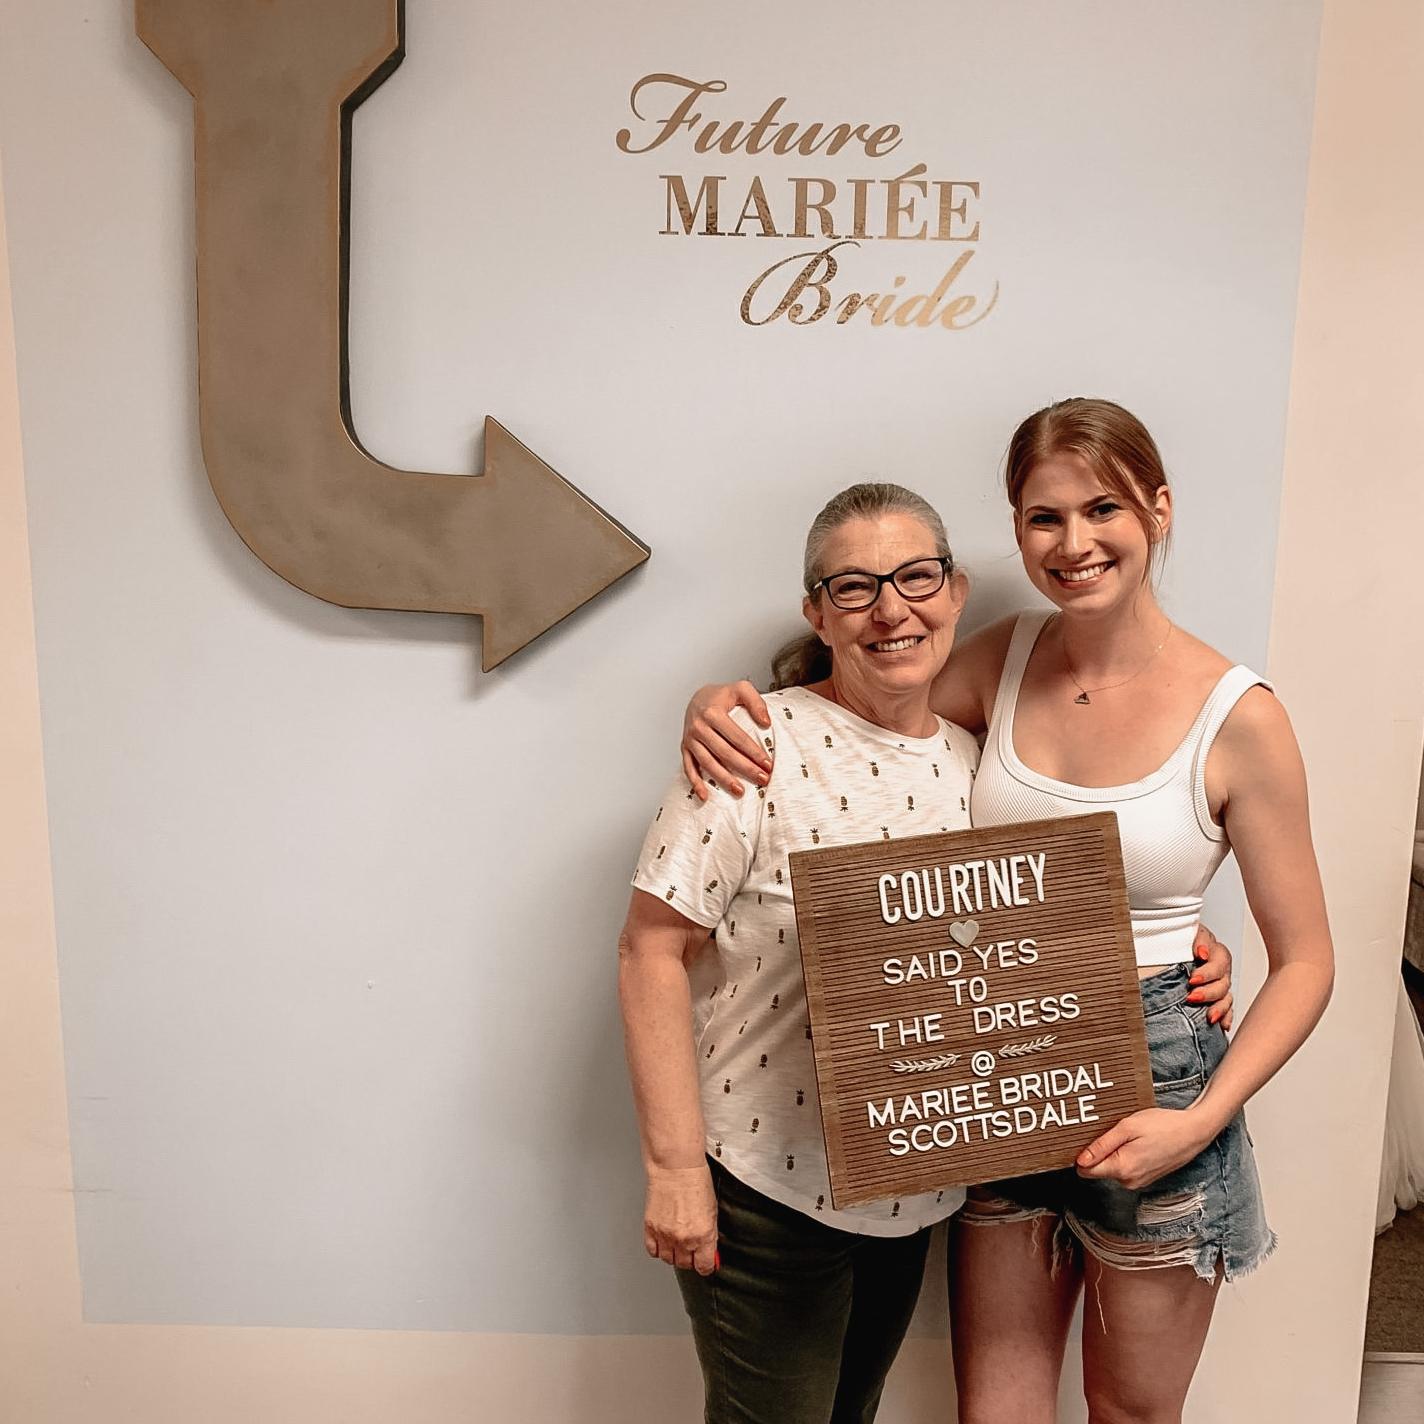 Future
MARIÉE
Bride
COURTNEY
SAID YES
TO
THE DRESS
@
MARIEE BRIDAL
SCOTTSDALE